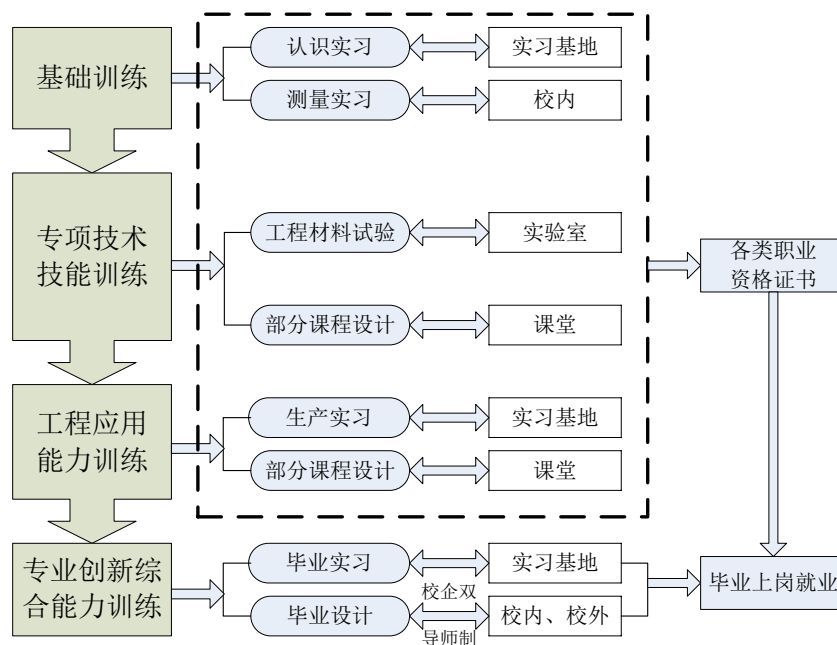 基础训练
认识实习
实习基地
测量实习
校内
专项技术
技能训练
工程材料试验
实验室
部分课程设计
课堂
各类职业
资格证书
工程应用
能力训练
生产实习
实习基地
部分课程设计
课堂
专业创新综
合能力训练
毕业实习
实习基地
校企双
导师制
毕业设计
校内、校外
毕业上岗就业